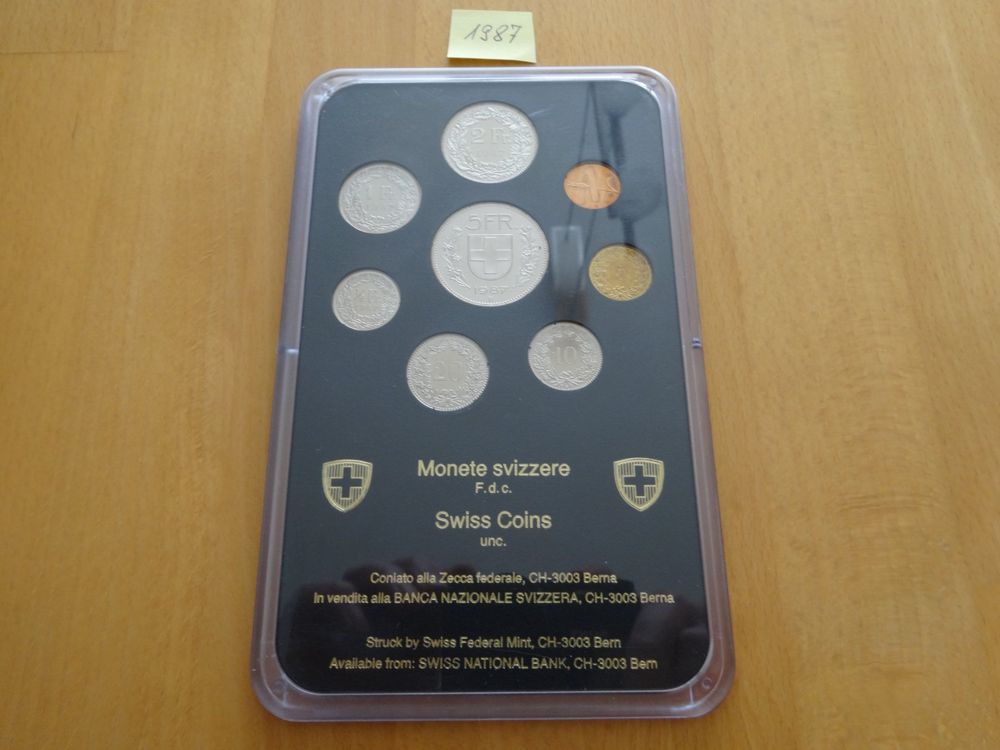 1987
2 Fr.
1 Fr.
5 FR.
1987
20
10
Monete svizzere
F.d.c.
Swiss Coins
unc.
Coniato alla Zecca federale, CH-3003 Berna
In vendita alla BANCA NAZIONALE SVIZZERA, CH-3003 Berna
Struck by Swiss Federal Mint, CH-3003 Bern
Available from: SWISS NATIONAL BANK, CH-3003 Bern